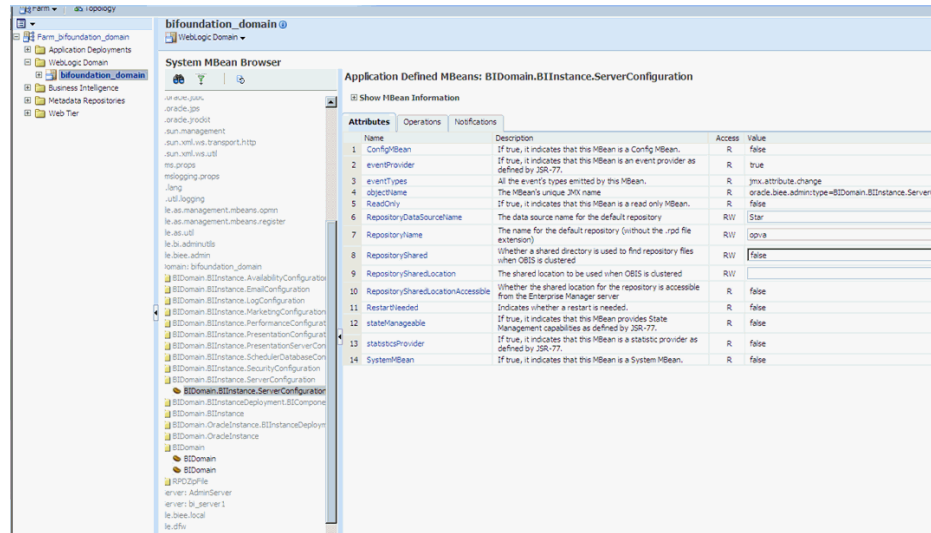 Farm
Topology
Farm_bifoundation_domain
Application Deployments
WebLogic Domain
bifoundation_domain
Business Intelligence
Metadata Repositories
Web Tier
bifoundation_domain
WebLogic Domain
System MBean Browser
.oracle.jdbc
.oracle.jps
.oracle.jrockit
.sun.management
.sun.xml.ws.transport.http
.sun.xml.ws.util
ms.props
mslogging.props
.lang
.util.logging
le.as.management.mbeans.opmn
le.as.management.mbeans.register
le.as.util
le.bi.adminutils
le.biee.admin
omain: bifoundation_domain
BIDomain.BIInstance.AvailabilityConfiguratio
BIDomain.BIInstance.EmailConfiguration
BIDomain.BIInstance.LogConfiguration
BIDomain.BIInstance.MarketingConfiguration
BIDomain.BIInstance.PerformanceConfigurat
BIDomain.BIInstance.PresentationConfigurat
BIDomain.BIInstance.PresentationServerCon
BIDomain.BIInstance.SchedulerDatabaseCon
BIDomain.BIInstance.SecurityConfiguration
BIDomain.BIInstance.ServerConfiguration
BIDomain.BIInstance.ServerConfiguration
BIDomain.BIInstanceDeployment.BICompone
BIDomain.BIInstance
BIDomain.OracleInstance.BIInstanceDeploym
BIDomain.OracleInstance
BIDomain
BIDomain
BIDomain
RPDZipFile
erver: AdminServer
erver: bi_server1
le.biee.local
le.dfw
Application Defined MBeans: BIDomain.BIInstance.ServerConfiguration
Show MBean Information
Attributes Operations Notifications
Name Description Access Value
1 ConfigMBean If true, it indicates that this MBean is a Config MBean. R false
2 eventProvider If true, it indicates that this MBean is an event provider as defined by JSR-77. R true
3 eventTypes All the event's types emitted by this MBean. R jmx.attribute.change
4 objectName The MBean's unique JMX name R oracle.biee.admin:type=BIDomain.BIInstance.Server
5 ReadOnly If true, it indicates that this MBean is a read only MBean. R false
6 RepositoryDataSourceName The data source name for the default repository RW Star
7 RepositoryName The name for the default repository (without the .rpd file extension) RW opva
8 RepositoryShared Whether a shared directory is used to find repository files when OBIS is clustered RW false
9 RepositorySharedLocation The shared location to be used when OBIS is clustered RW
10 RepositorySharedLocationAccessible Whether the shared location for the repository is accessible from the Enterprise Manager server R false
11 RestartNeeded Indicates whether a restart is needed. R false
12 stateManageable If true, it indicates that this MBean provides State Management capabilities as defined by JSR-77. R false
13 statisticsProvider If true, it indicates that this MBean is a statistic provider as defined by JSR-77. R false
14 SystemMBean If true, it indicates that this MBean is a System MBean. R false